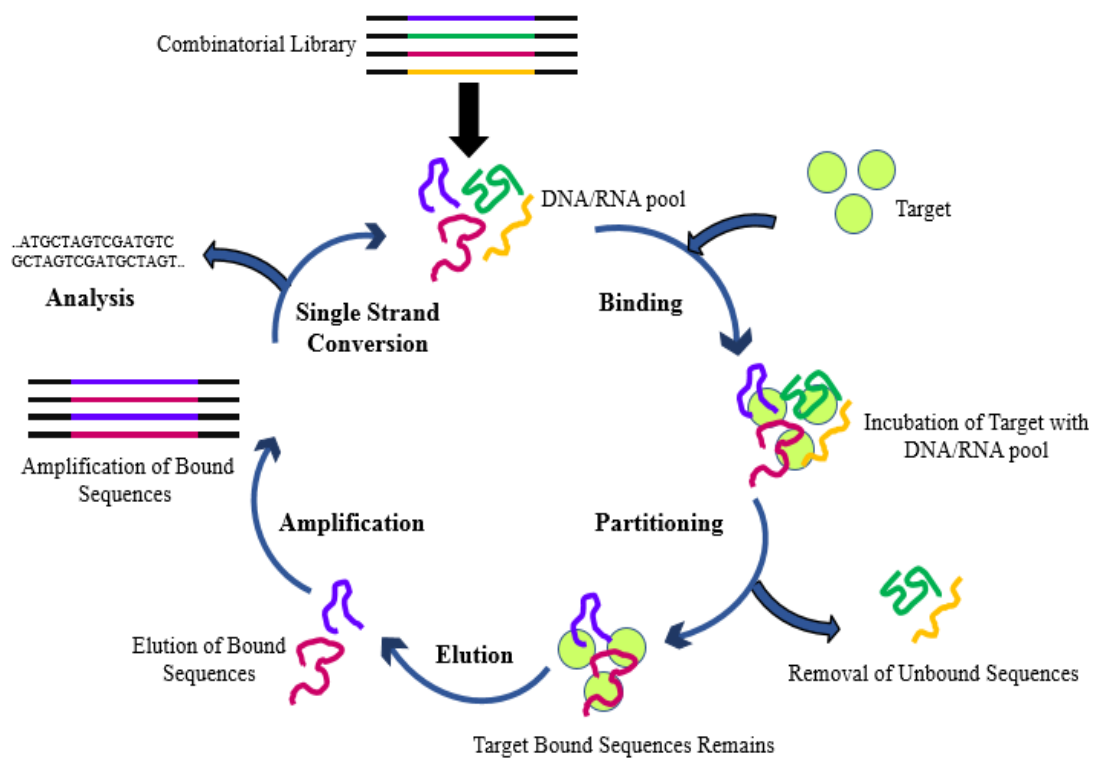 Combinatorial Library
DNA/RNA pool
Target
..ATGCTAGTCGATGTC
GCTAGTCGATGCTAGT..
Analysis
Single Strand
Conversion
Binding
Incubation of Target with
DNA/RNA pool
Amplification of Bound
Sequences
Amplification
Partitioning
Elution of Bound
Sequences
Elution
Removal of Unbound Sequences
Target Bound Sequences Remains